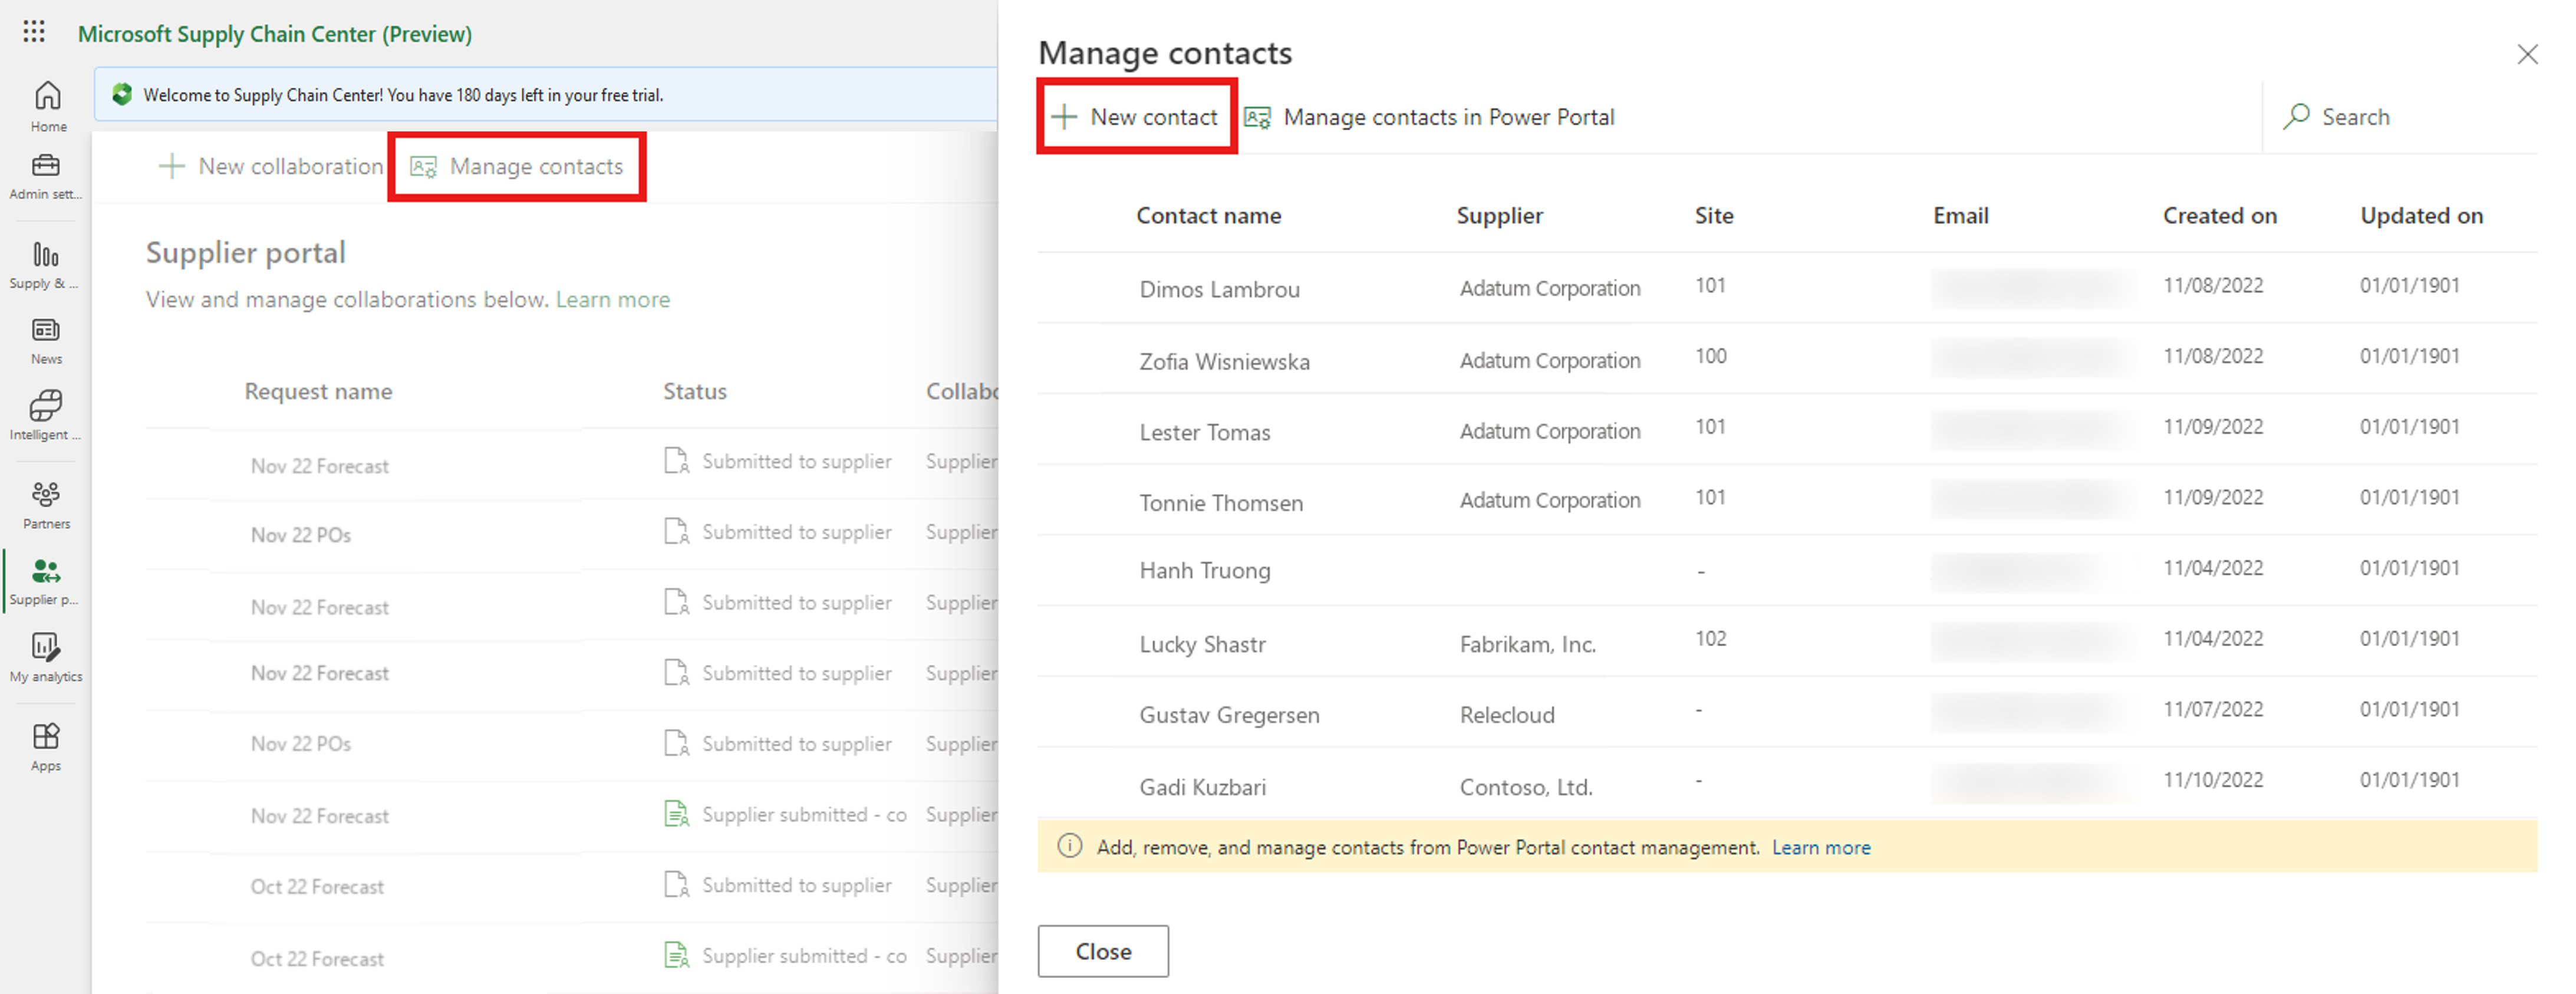 Microsoft Supply Chain Center (Preview)
Welcome to Supply Chain Center! You have 180 days left in your free trial.
Home
Admin sett...
Supply & ...
News
Intelligent ...
Partners
Supplier p...
My analytics
Apps
New collaboration
Manage contacts
Supplier portal
View and manage collaborations below. Learn more
Request name Status Collabo
Nov 22 Forecast Submitted to supplier Supplier
Nov 22 POs Submitted to supplier Supplier
Nov 22 Forecast Submitted to supplier Supplier
Nov 22 Forecast Submitted to supplier Supplier
Nov 22 POs Submitted to supplier Supplier
Nov 22 Forecast Supplier submitted - co Supplier
Oct 22 Forecast Submitted to supplier Supplier
Oct 22 Forecast Supplier submitted - co Supplier
Manage contacts
New contact
Manage contacts in Power Portal
Search
Contact name Supplier Site Email Created on Updated on
Dimos Lambrou Adatum Corporation 101 11/08/2022 01/01/1901
Zofia Wisniewska Adatum Corporation 100 11/08/2022 01/01/1901
Lester Tomas Adatum Corporation 101 11/09/2022 01/01/1901
Tonnie Thomsen Adatum Corporation 101 11/09/2022 01/01/1901
Hanh Truong - 11/04/2022 01/01/1901
Lucky Shastr Fabrikam, Inc. 102 11/04/2022 01/01/1901
Gustav Gregersen Relecloud - 11/07/2022 01/01/1901
Gadi Kuzbari Contoso, Ltd. - 11/10/2022 01/01/1901
Add, remove, and manage contacts from Power Portal contact management. Learn more
Close